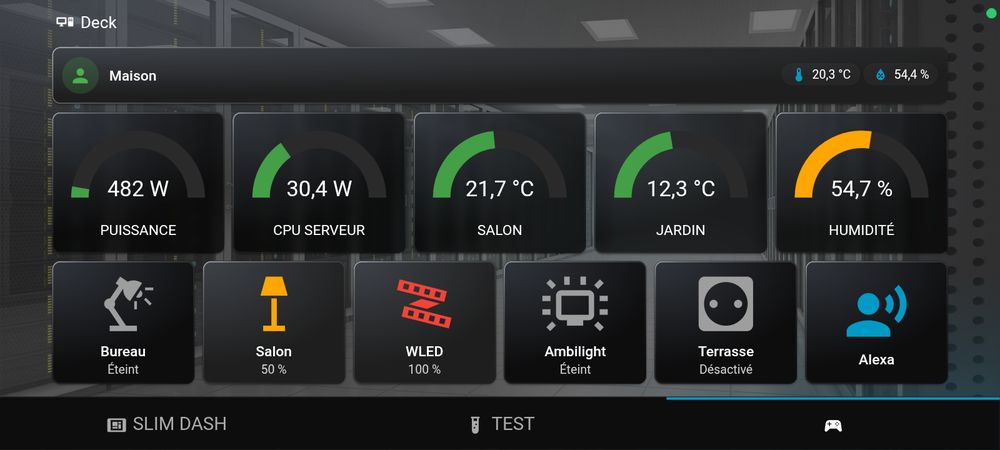 Deck
Maison
20,3 °C
54,4 %
482 W
30,4 W
21,7 °C
12,3 °C
54,7 %
PUISSANCE
CPU SERVEUR
SALON
JARDIN
HUMIDITÉ
Bureau
Éteint
Salon
50 %
WLED
100 %
Ambilight
Éteint
Terrasse
Désactivé
Alexa
SLIM DASH
TEST